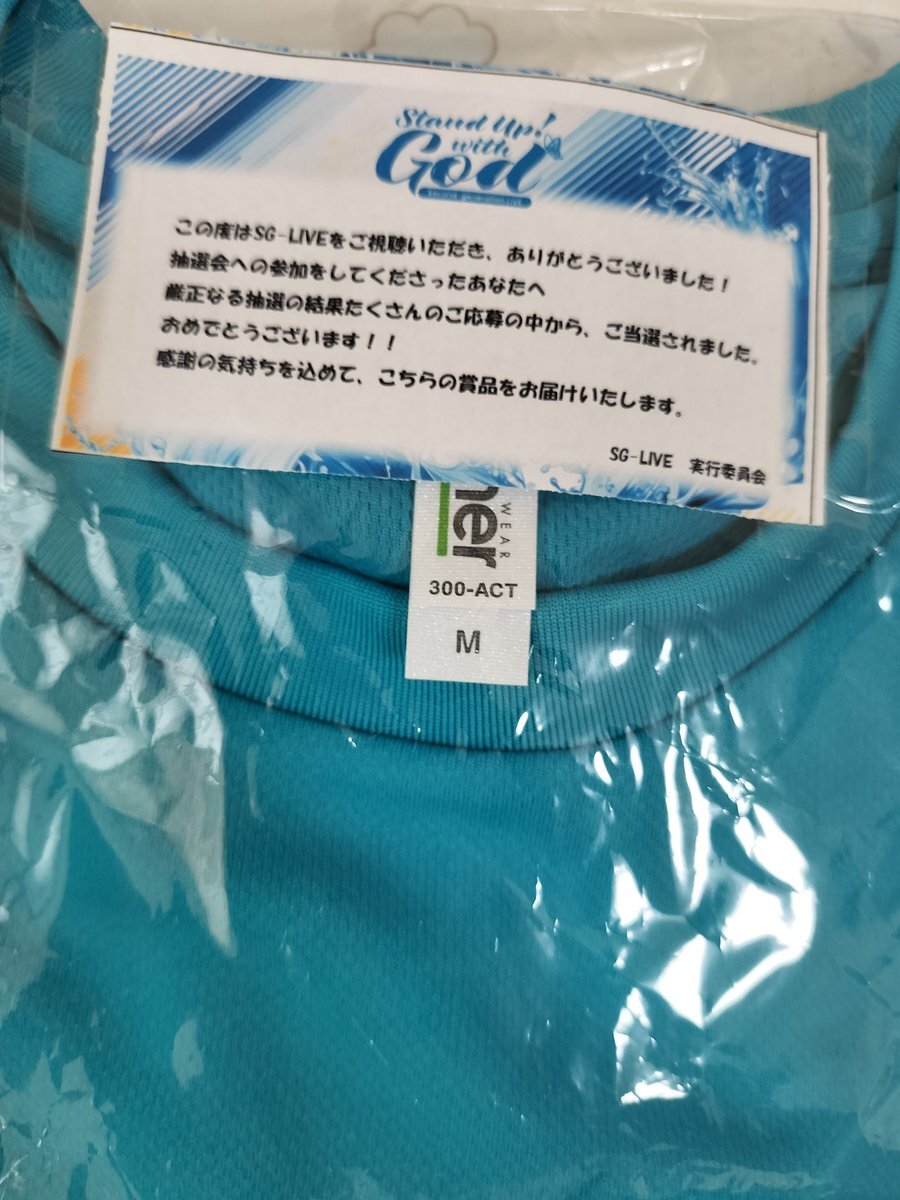 Stand Up!
with
God
この度はSG-LIVEをご視聴いただき、ありがとうございました！
抽選会への参加をしてくださったあなたへ
厳正なる抽選の結果たくさんのご応募の中から、ご当選されました。
おめでとうございます！！
感謝の気持ちを込めて、こちらの賞品をお届けいたします。
SG-LIVE　実行委員会
WEAR
300-ACT
M